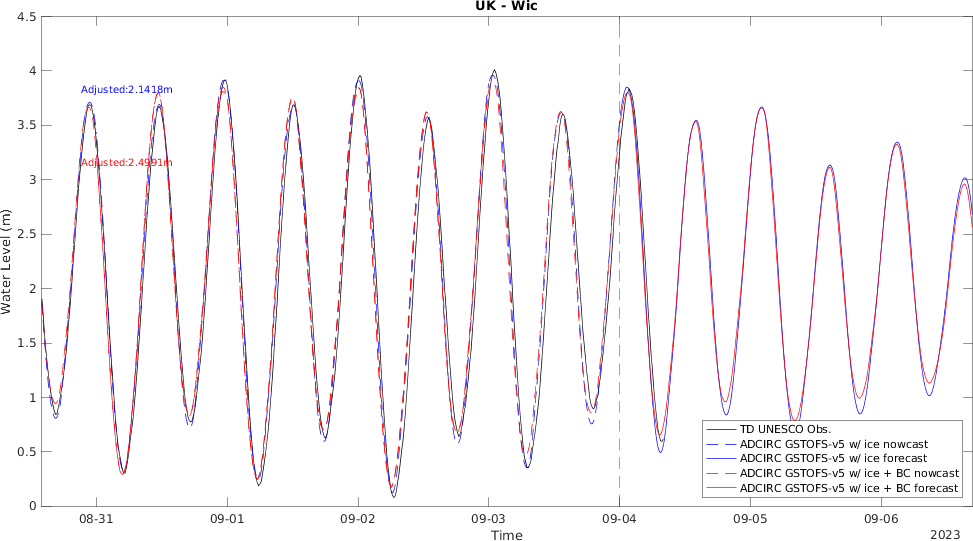 UK - Wic
4.5
4
3.5
3
2.5
2
1.5
1
0.5
0
Water Level (m)
Adjusted:2.1418m
Adjusted:2.4991m
TD UNESCO Obs.
ADCIRC GSTOFS-v5 w/ ice nowcast
ADCIRC GSTOFS-v5 w/ ice forecast
ADCIRC GSTOFS-v5 w/ ice + BC nowcast
ADCIRC GSTOFS-v5 w/ ice + BC forecast
08-31 09-01 09-02 09-03 09-04 09-05 09-06
Time
2023